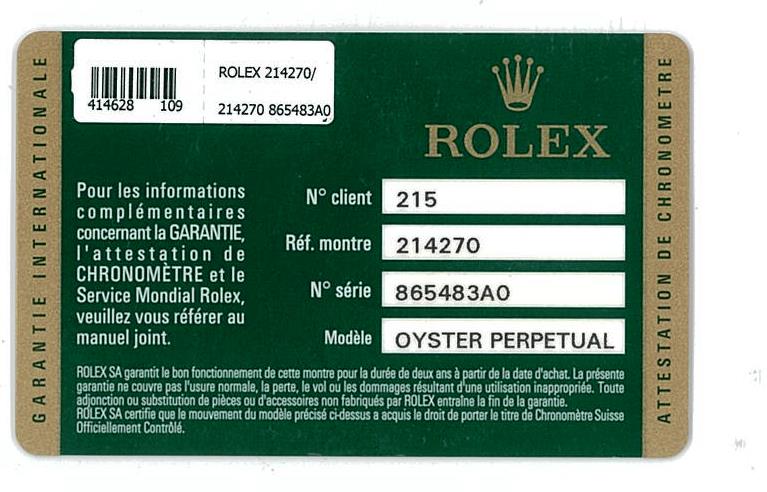 GARANTIE INTERNATIONALE
ROLEX 214270/
414628 109
214270 865483A0
ROLEX
Pour les informations
complémentaires
concernant la GARANTIE,
l'attestation de
CHRONOMÈTRE et le
Service Mondial Rolex,
veuillez vous référer au
manuel joint.
N° client 215
Réf. montre 214270
N° série 865483A0
Modèle OYSTER PERPETUAL
ROLEX SA garantit le bon fonctionnement de cette montre pour la durée de deux ans à partir de la date d'achat. La présente
garantie ne couvre pas l'usure normale, la perte, le vol ou les dommages résultant d'une utilisation inappropriée. Toute
adjonction ou substitution de pièces ou d'accessoires non fabriqués par ROLEX entraîne la fin de la garantie.
ROLEX SA certifie que le mouvement du modèle précisé ci-dessus a acquis le droit de porter le titre de Chronomètre Suisse
Officiellement Contrôlé.
ATTESTATION DE CHRONOMETRE